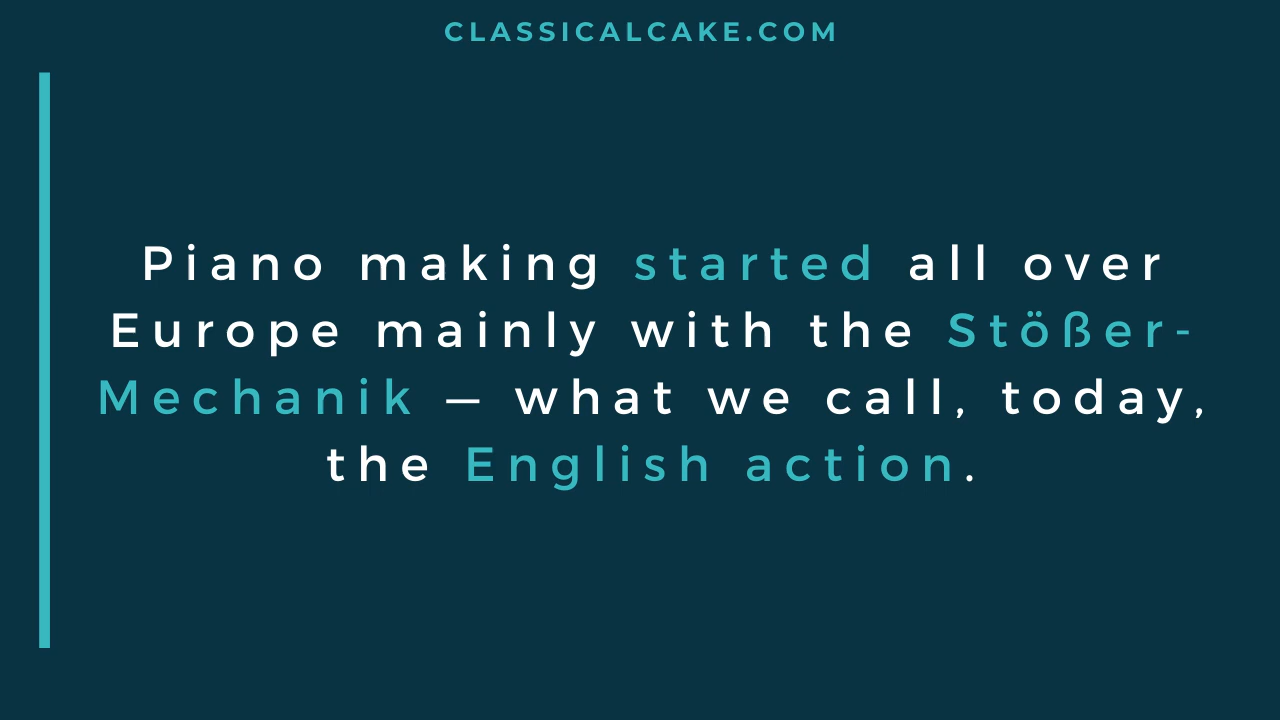 CLASSICALCAKE.COM
Piano making started all over
Europe mainly with the Stößer-
Mechanik – what we call, today,
the English action.